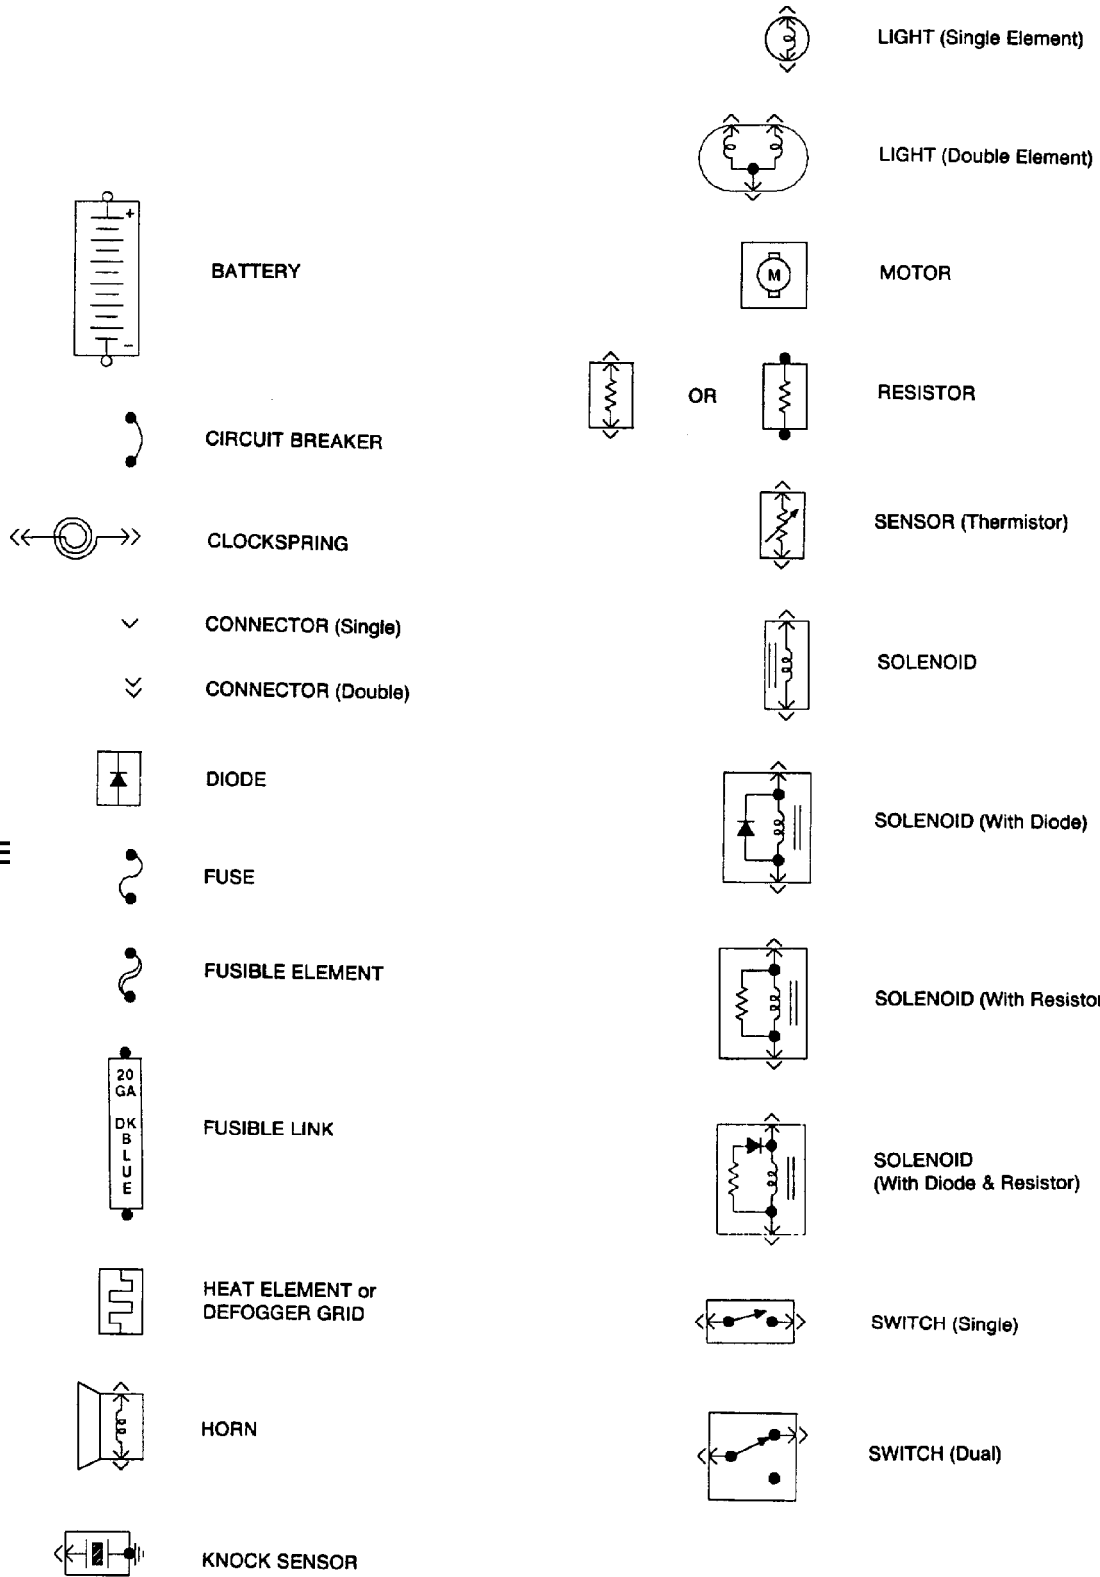 BATTERY
+
–
CIRCUIT BREAKER
CLOCKSPRING
CONNECTOR (Single)
CONNECTOR (Double)
DIODE
FUSE
FUSIBLE ELEMENT
20
GA
DK
B
L
U
E
FUSIBLE LINK
HEAT ELEMENT or
DEFOGGER GRID
HORN
KNOCK SENSOR
LIGHT (Single Element)
LIGHT (Double Element)
M
MOTOR
OR
RESISTOR
SENSOR (Thermistor)
SOLENOID
SOLENOID (With Diode)
SOLENOID (With Resistor
SOLENOID
(With Diode & Resistor)
SWITCH (Single)
SWITCH (Dual)